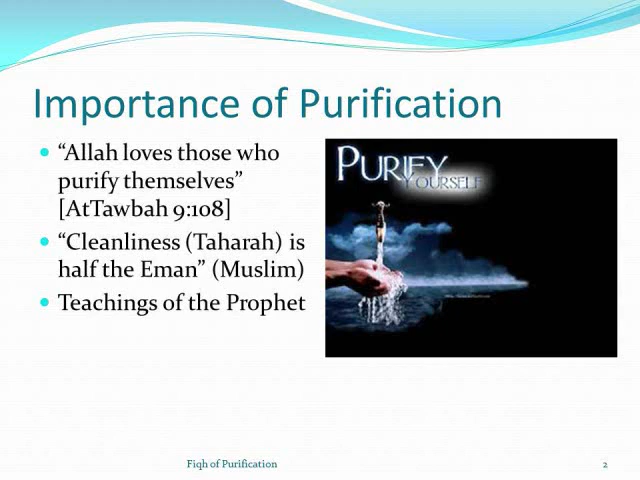 Importance of Purification
“Allah loves those who
purify themselves”
[AtTawbah 9:108]
“Cleanliness (Taharah) is
half the Eman” (Muslim)
Teachings of the Prophet
PURIFY
YOURSELF
Fiqh of Purification
2